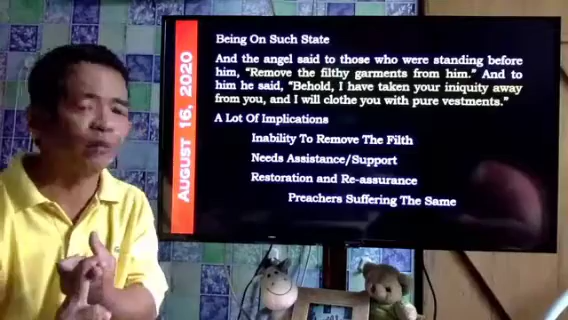 AUGUST 16, 2020
Being On Such State
And the angel said to those who were standing before
him, “Remove the filthy garments from him.” And to
him he said, “Behold, I have taken your iniquity away
from you, and I will clothe you with pure vestments.”
A Lot Of Implications
Inability To Remove The Filth
Needs Assistance/Support
Restoration and Re-assurance
Preachers Suffering The Same